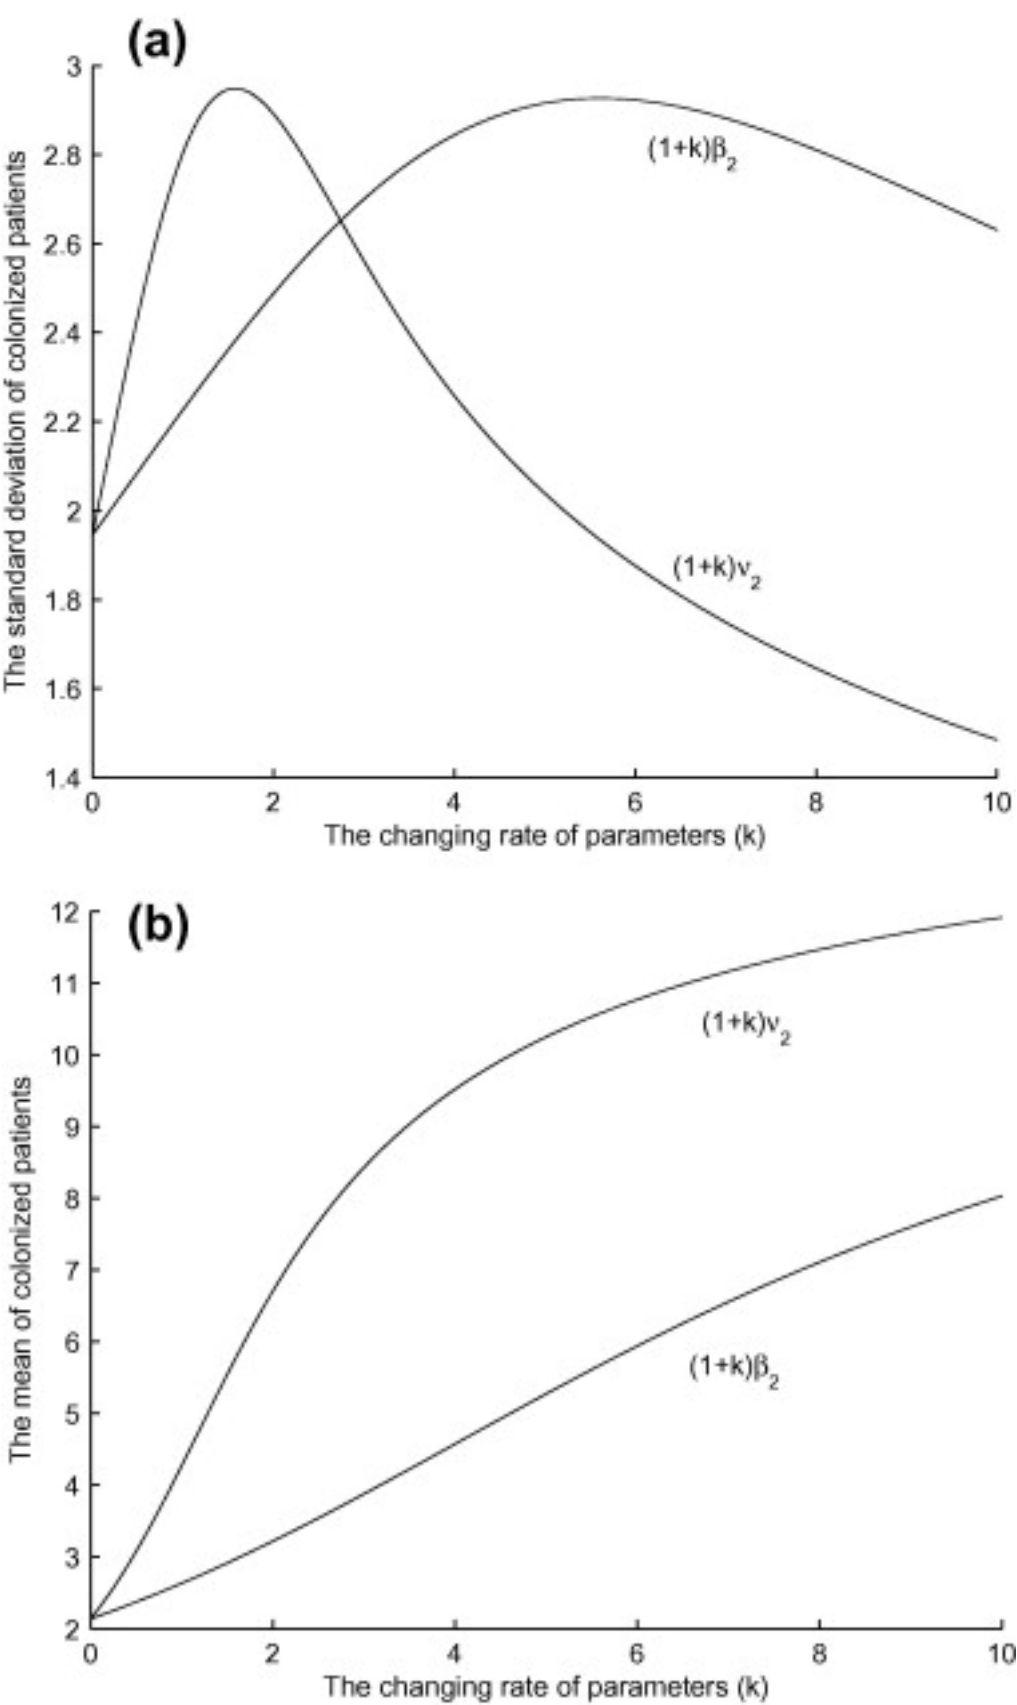 (a)
The standard deviation of colonized patients
3
2.8
2.6
2.4
2.2
2
1.8
1.6
1.4
(1+k)β₂
(1+k)ν₂
0 2 4 6 8 10
The changing rate of parameters (k)
(b)
The mean of colonized patients
12
11
10
9
8
7
6
5
4
3
2
(1+k)ν₂
(1+k)β₂
0 2 4 6 8 10
The changing rate of parameters (k)